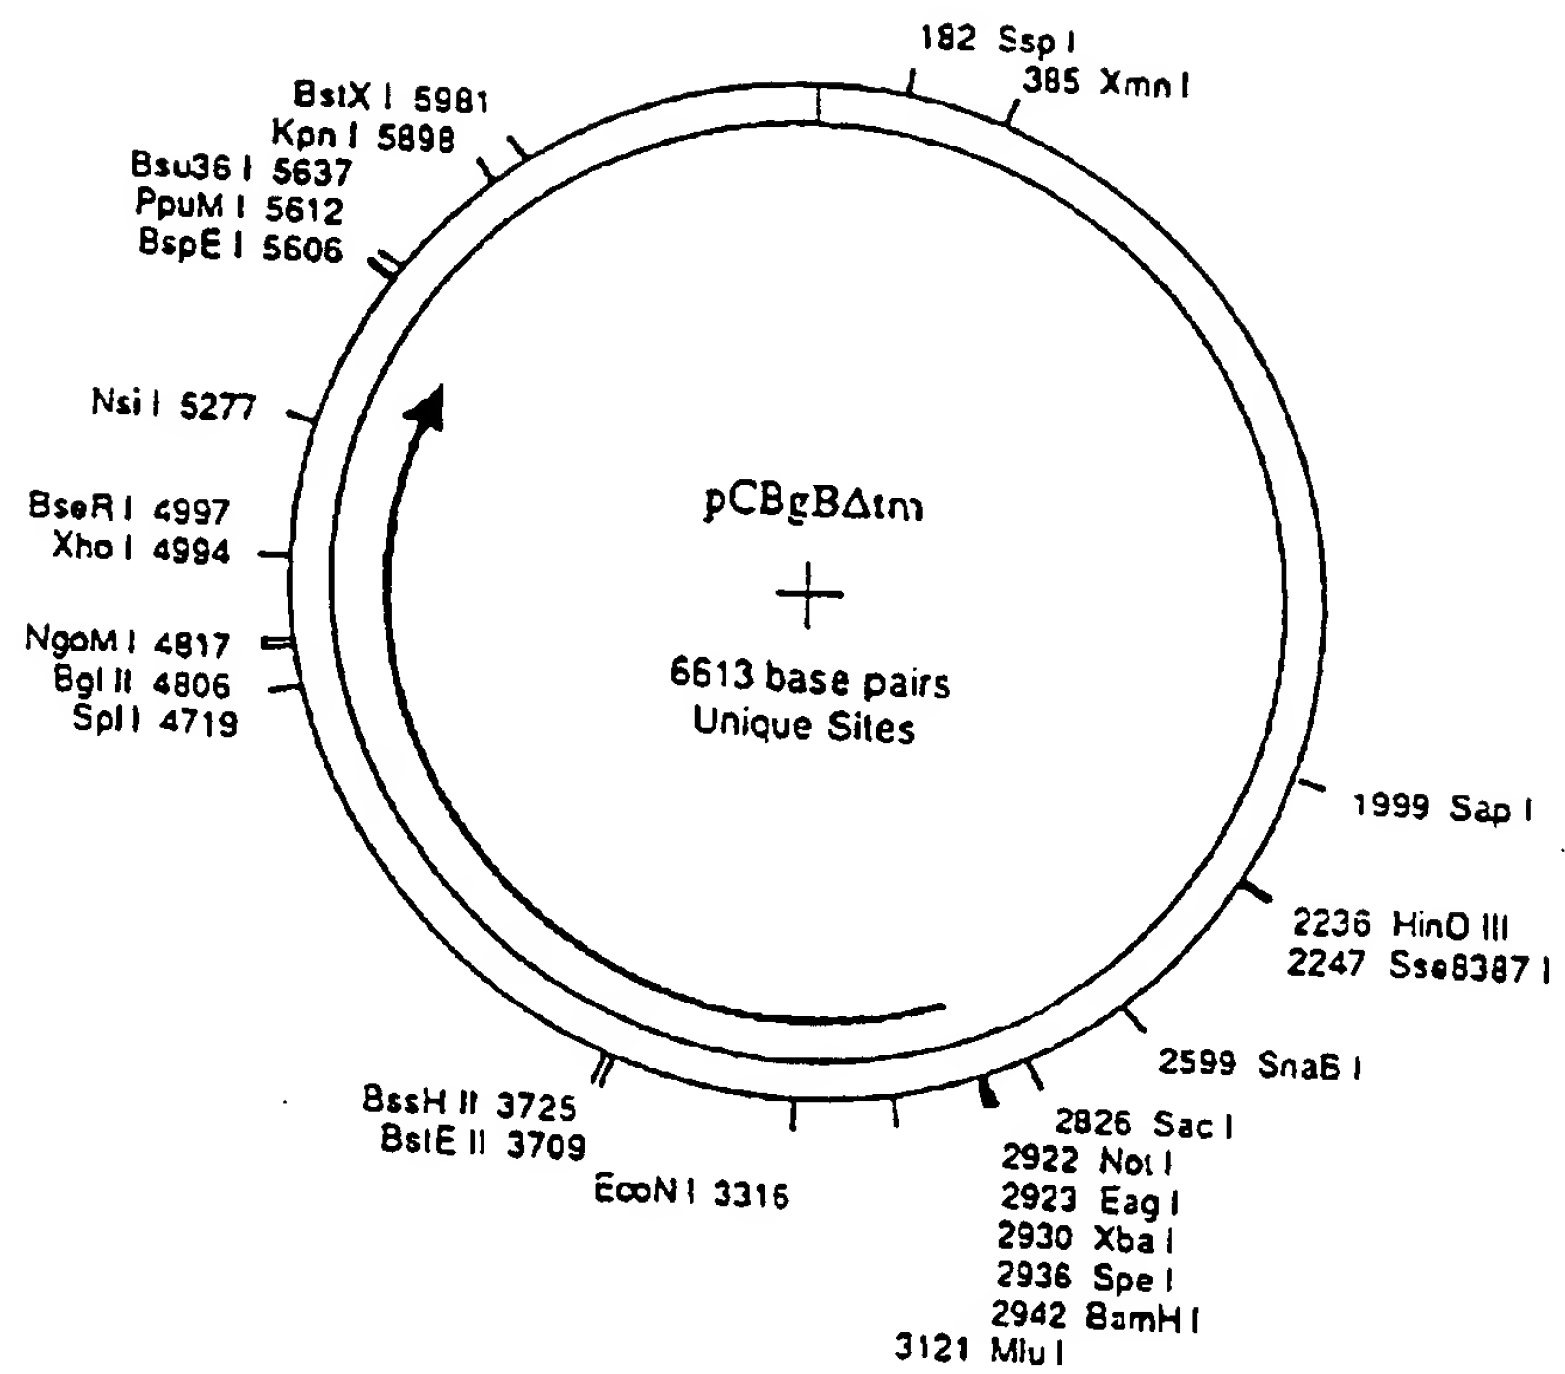 182 Ssp I
385 Xmn I
BstX I 5981
Kpn I 5898
Bsu36 I 5637
PpuM I 5612
BspE I 5606
Nsi I 5277
BseR I 4997
Xho I 4994
NgoM I 4817
Bgl II 4806
Spl I 4719
pCBgBΔtm
6613 base pairs
Unique Sites
1999 Sap I
2236 HinD III
2247 Sse8387 I
2599 SnaB I
2826 Sac I
2922 Not I
2923 Eag I
2930 Xba I
2936 Spe I
2942 BamH I
3121 Mlu I
BssH II 3725
BstE II 3709
EcoN I 3316